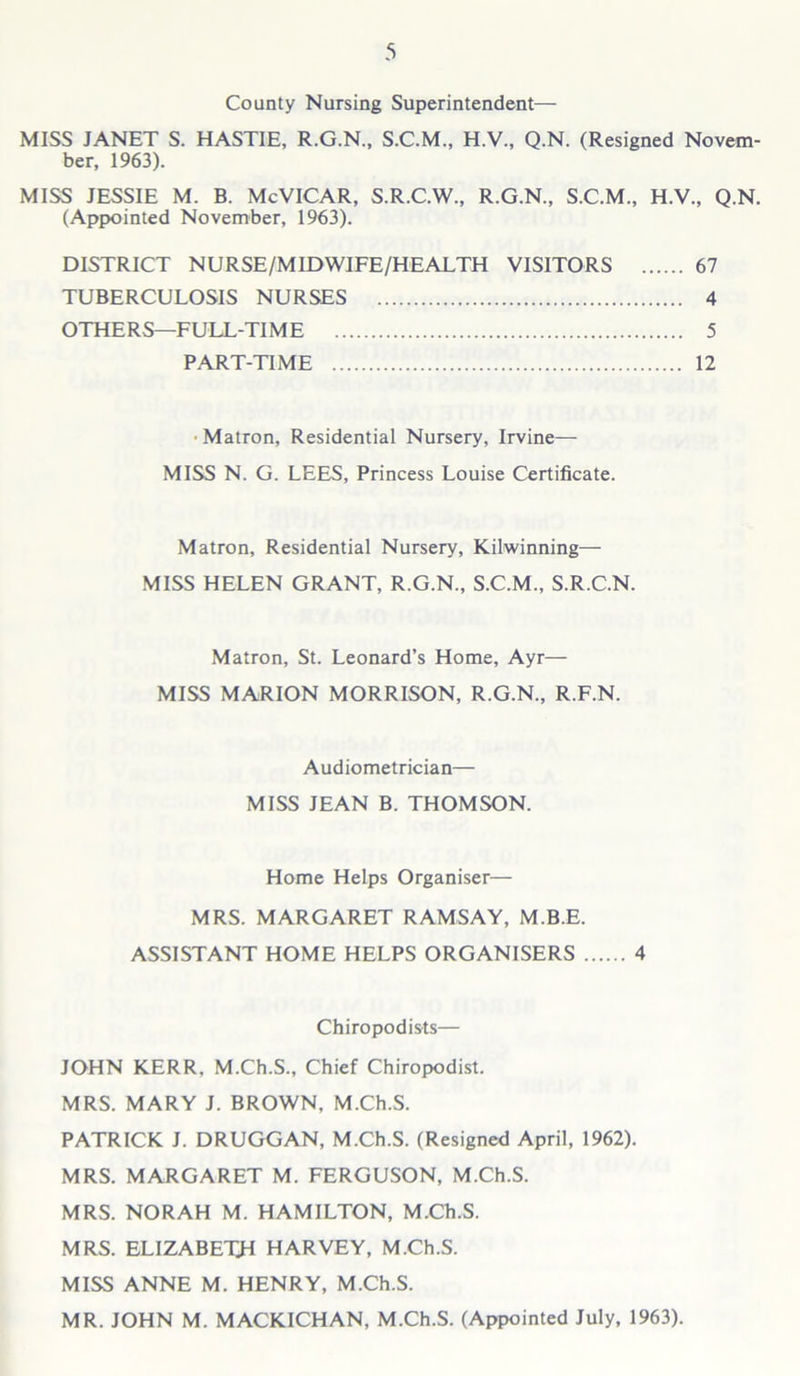 5
County Nursing Superintendent—
MISS JANET S. HASTIE, R.G.N., S.C.M., H.V., Q.N. (Resigned Novem-
ber, 1963).
MISS JESSIE M. B. McVICAR, S.R.C.W., R.G.N., S.C.M., H.V., Q.N.
(Appointed November, 1963).
DISTRICT NURSE/MIDWIFE/HEALTH VISITORS ...... 67
TUBERCULOSIS NURSES ...... 4
OTHERS—FULL-TIME ...... 5
PART-TIME ...... 12
Matron, Residential Nursery, Irvine—
MISS N. G. LEES, Princess Louise Certificate.
Matron, Residential Nursery, Kilwinning—
MISS HELEN GRANT, R.G.N., S.C.M., S.R.C.N.
Matron, St. Leonard's Home, Ayr—
MISS MARION MORRISON, R.G.N., R.F.N.
Audiometrician—
MISS JEAN B. THOMSON.
Home Helps Organiser—
MRS. MARGARET RAMSAY, M.B.E.
ASSISTANT HOME HELPS ORGANISERS ...... 4
Chiropodists—
JOHN KERR, M.Ch.S., Chief Chiropodist.
MRS. MARY J. BROWN, M.Ch.S.
PATRICK J. DRUGGAN, M.Ch.S. (Resigned April, 1962).
MRS. MARGARET M. FERGUSON, M.Ch.S.
MRS. NORAH M. HAMILTON, M.Ch.S.
MRS. ELIZABETH HARVEY, M.Ch.S.
MISS ANNE M. HENRY, M.Ch.S.
MR. JOHN M. MACKICHAN, M.Ch.S. (Appointed July, 1963).